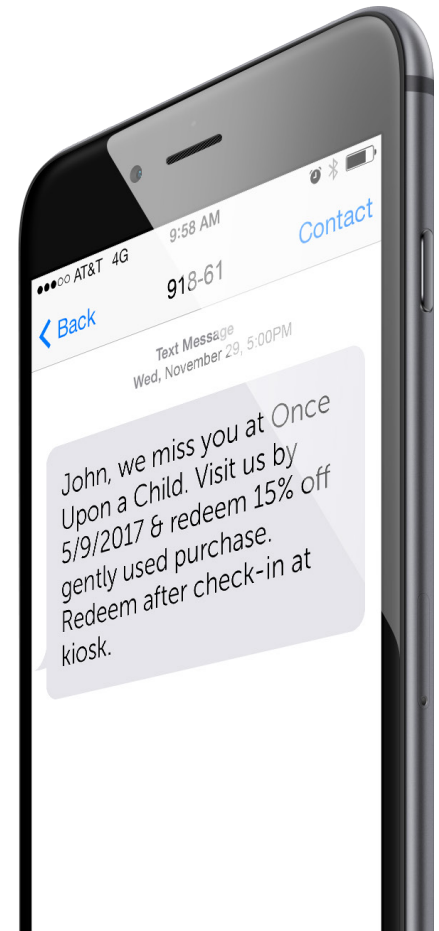 ●●●○○ AT&T 4G 9:58 AM
Back 918-61 Contact
Text Message
Wed, November 29, 5:00PM
John, we miss you at Once
Upon a Child. Visit us by
5/9/2017 & redeem 15% off
gently used purchase.
Redeem after check-in at
kiosk.